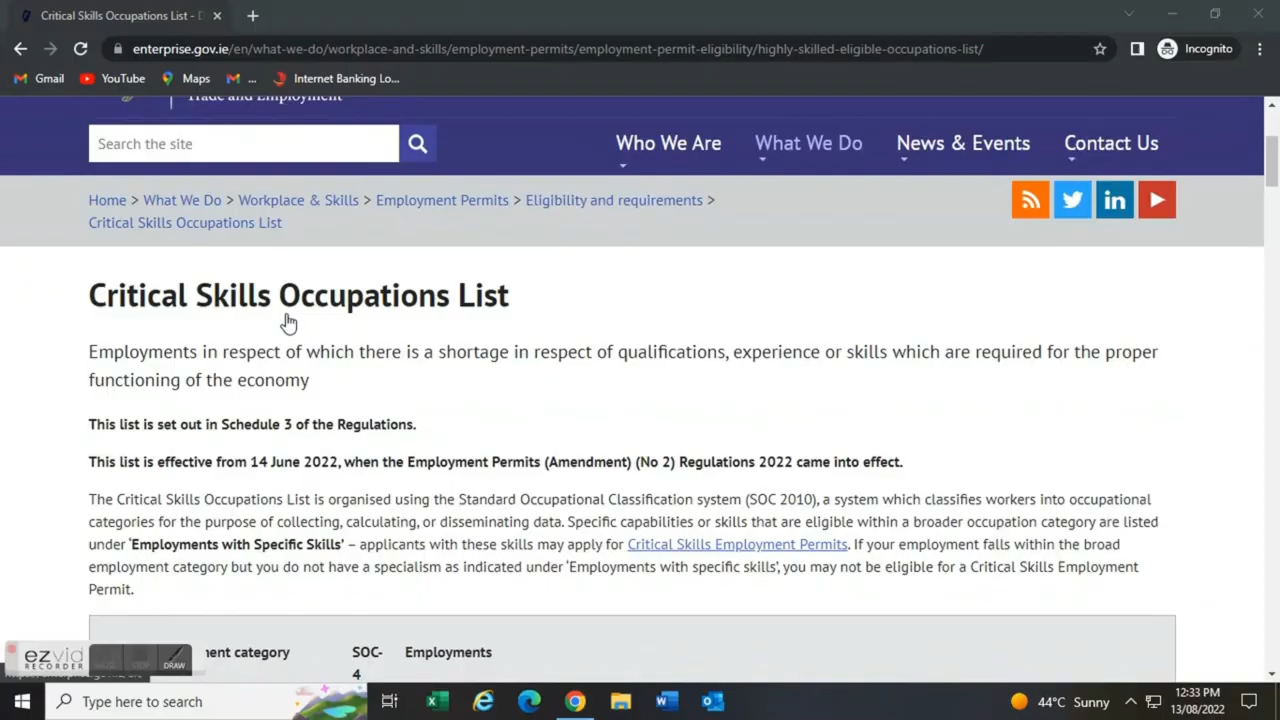 Critical Skills Occupations List - D
enterprise.gov.ie/en/what-we-do/workplace-and-skills/employment-permits/employment-permit-eligibility/highly-skilled-eligible-occupations-list/
Incognito
Gmail YouTube Maps ... Internet Banking Lo...
Trade and Employment
Search the site
Who We Are What We Do News & Events Contact Us
Home > What We Do > Workplace & Skills > Employment Permits > Eligibility and requirements >
Critical Skills Occupations List
in
Critical Skills Occupations List
Employments in respect of which there is a shortage in respect of qualifications, experience or skills which are required for the proper
functioning of the economy
This list is set out in Schedule 3 of the Regulations.
This list is effective from 14 June 2022, when the Employment Permits (Amendment) (No 2) Regulations 2022 came into effect.
The Critical Skills Occupations List is organised using the Standard Occupational Classification system (SOC 2010), a system which classifies workers into occupational
categories for the purpose of collecting, calculating, or disseminating data. Specific capabilities or skills that are eligible within a broader occupation category are listed
under ‘Employments with Specific Skills’ – applicants with these skills may apply for Critical Skills Employment Permits. If your employment falls within the broad
employment category but you do not have a specialism as indicated under ‘Employments with specific skills’, you may not be eligible for a Critical Skills Employment
Permit.
ment category SOC- Employments
4
ezvid
RECORDER
DRAW
Type here to search
44°C Sunny
12:33 PM
13/08/2022